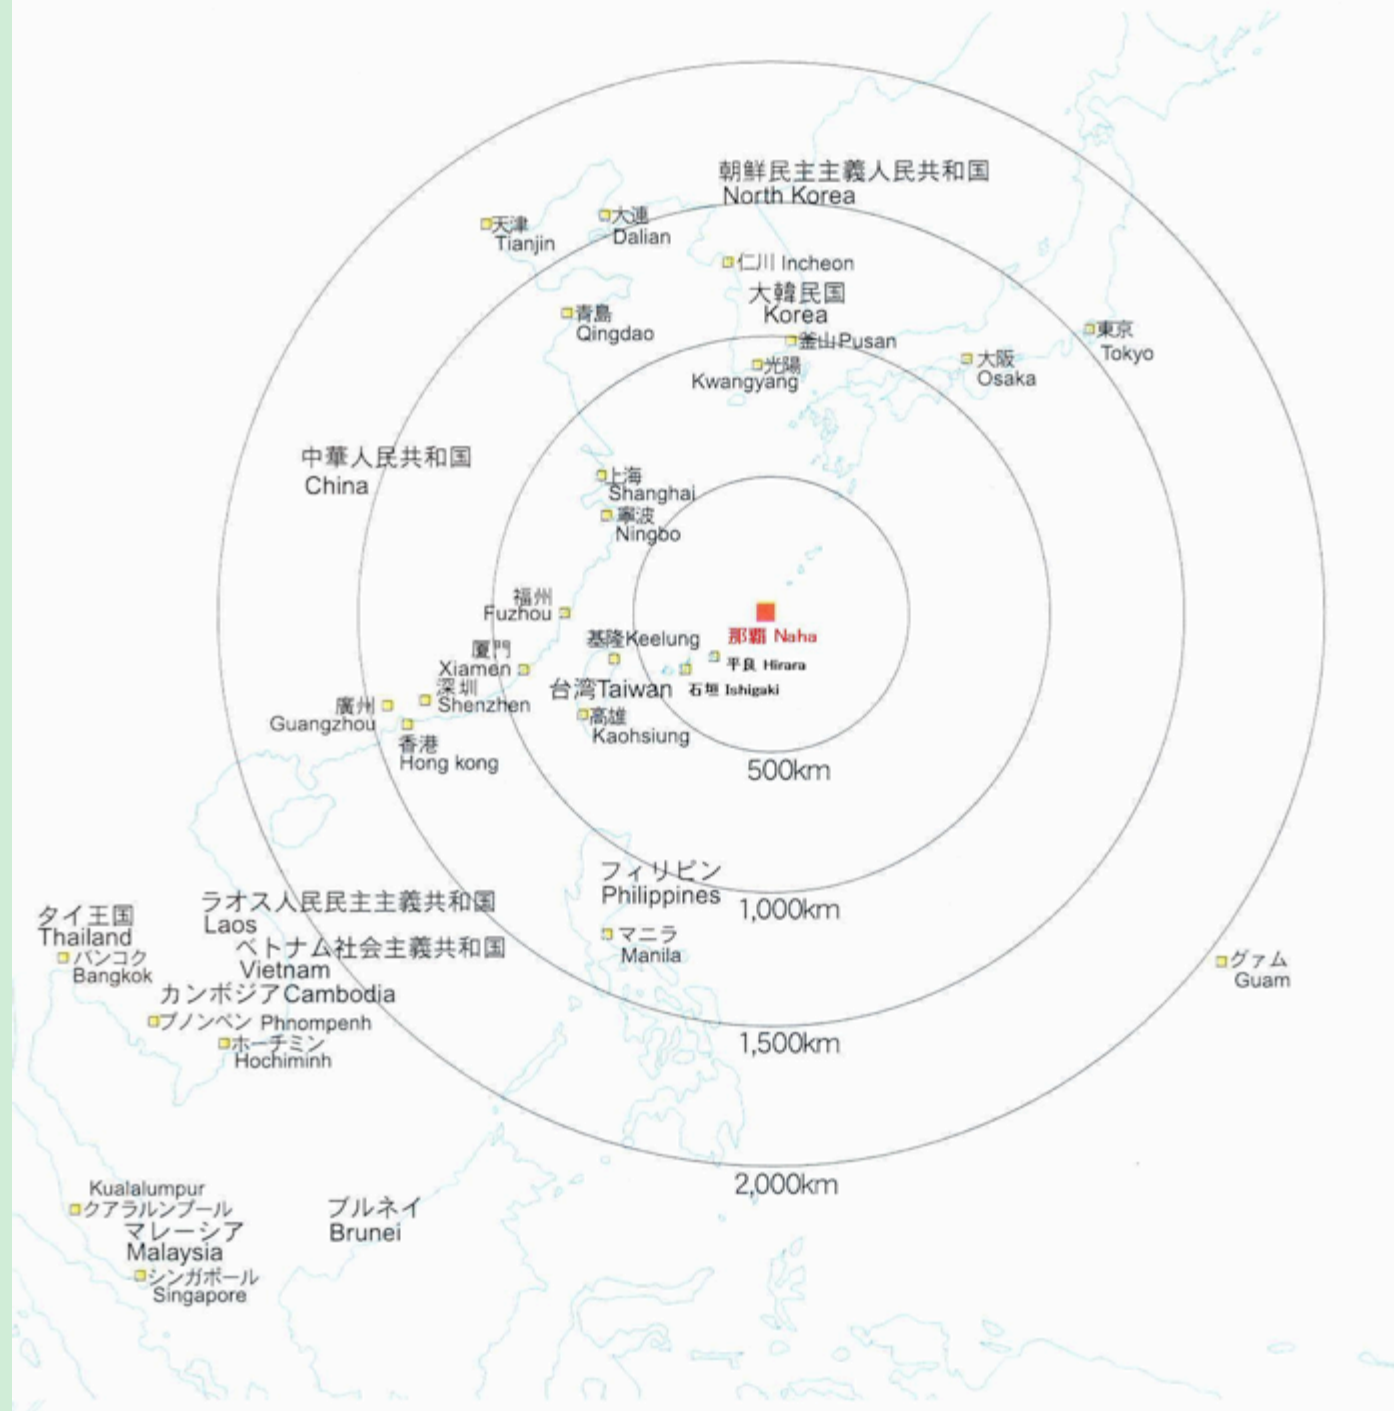 朝鮮民主主義人民共和国
North Korea
天津
Tianjin
大連
Dalian
仁川 Incheon
大韓民国
Korea
青島
Qingdao
釜山Pusan
光陽
Kwangyang
大阪
Osaka
東京
Tokyo
中華人民共和国
China
上海
Shanghai
寧波
Ningbo
福州
Fuzhou
那覇 Naha
基隆Keelung
平良 Hirara
厦門
Xiamen
台湾Taiwan
石垣 Ishigaki
深圳
Shenzhen
廣州
Guangzhou
高雄
Kaohsiung
香港
Hong kong
500km
フィリピン
Philippines
1,000km
ラオス人民民主主義共和国
Laos
タイ王国
Thailand
バンコク
Bangkok
ベトナム社会主義共和国
Vietnam
マニラ
Manila
グァム
Guam
カンボジアCambodia
プノンペン Phnompenh
ホーチミン
Hochiminh
1,500km
2,000km
Kualalumpur
クアラルンプール
マレーシア
Malaysia
ブルネイ
Brunei
シンガポール
Singapore